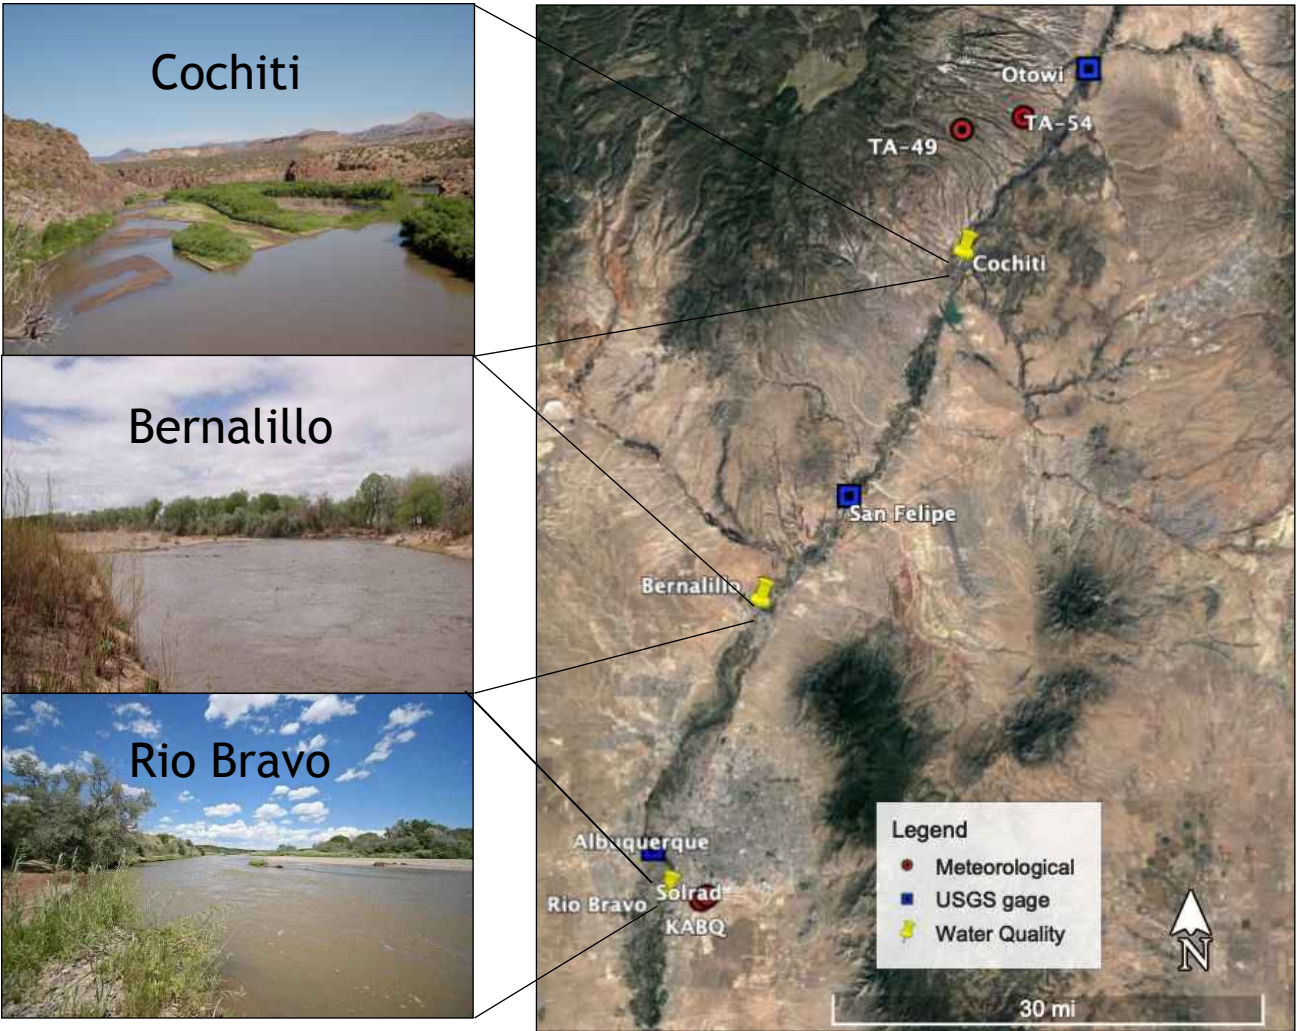 Cochiti
Bernalillo
Rio Bravo
Otowi
TA-54
TA-49
Cochiti
San Felipe
Bernalillo
Albuquerque
Solrad
Rio Bravo
KABQ
Legend
Meteorological
USGS gage
Water Quality
N
30 mi